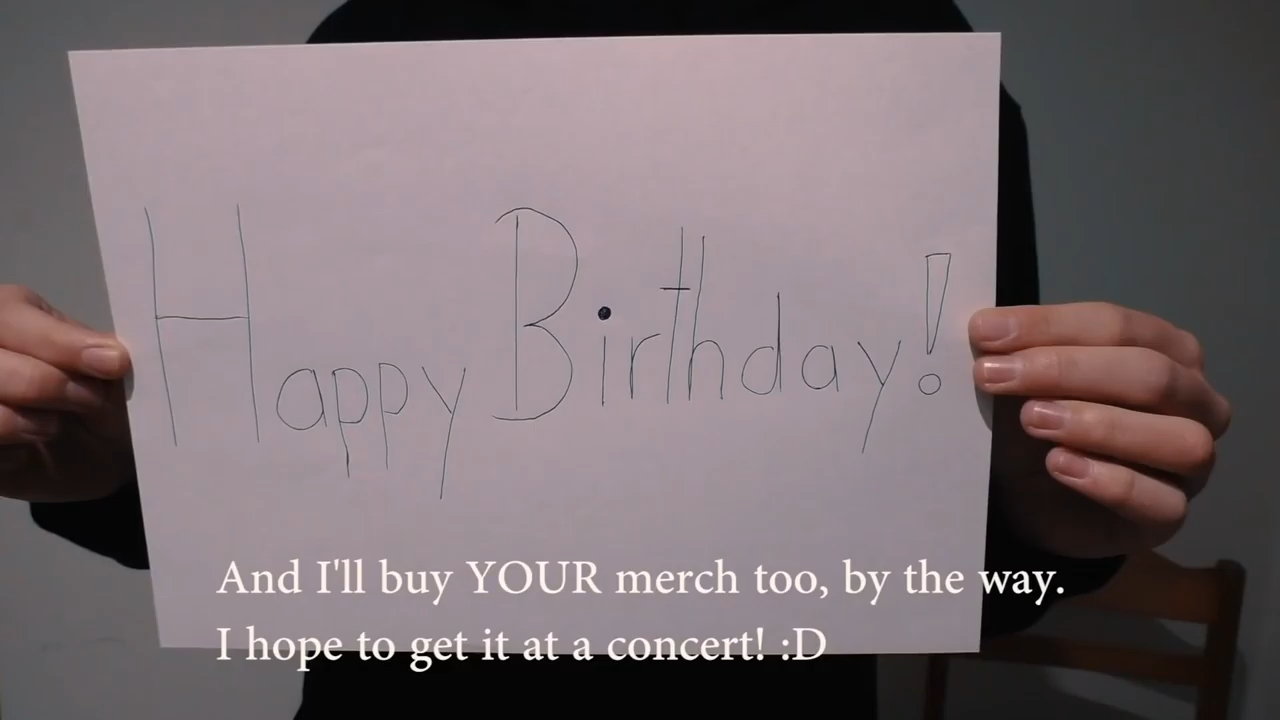 Happy Birthday!
And I'll buy YOUR merch too, by the way.
I hope to get it at a concert! :D